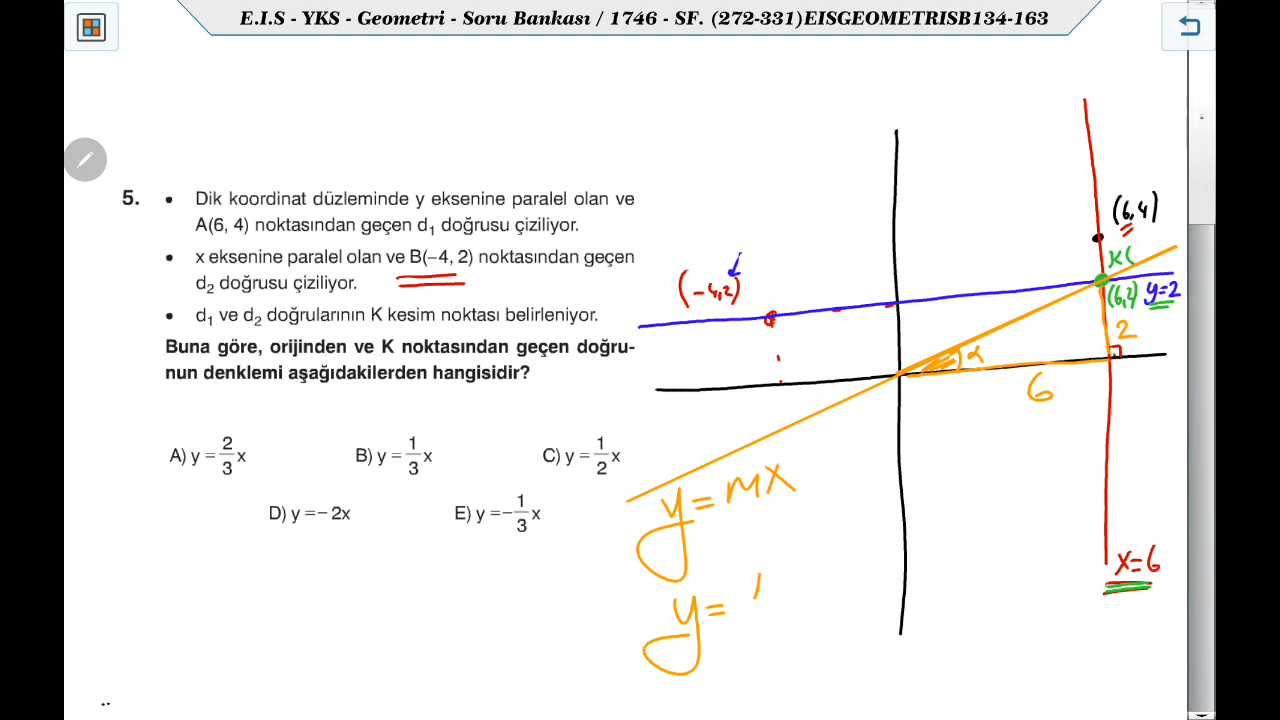 E.I.S - YKS - Geometri - Soru Bankası / 1746 - SF. (272-331)EISGEOMETRISB134-163
5. • Dik koordinat düzleminde y eksenine paralel olan ve
A(6, 4) noktasından geçen d₁ doğrusu çiziliyor.
• x eksenine paralel olan ve B(−4, 2) noktasından geçen
d₂ doğrusu çiziliyor.
• d₁ ve d₂ doğrularının K kesim noktası belirleniyor.
Buna göre, orijinden ve K noktasından geçen doğru-
nun denklemi aşağıdakilerden hangisidir?
A) y = 2/3 x B) y = 1/3 x C) y = 1/2 x
D) y = − 2x E) y = − 1/3 x
(6,4)
K(
(-4,2)
(6,2) y=2
2
α
6
y=mx
x=6
y= 1